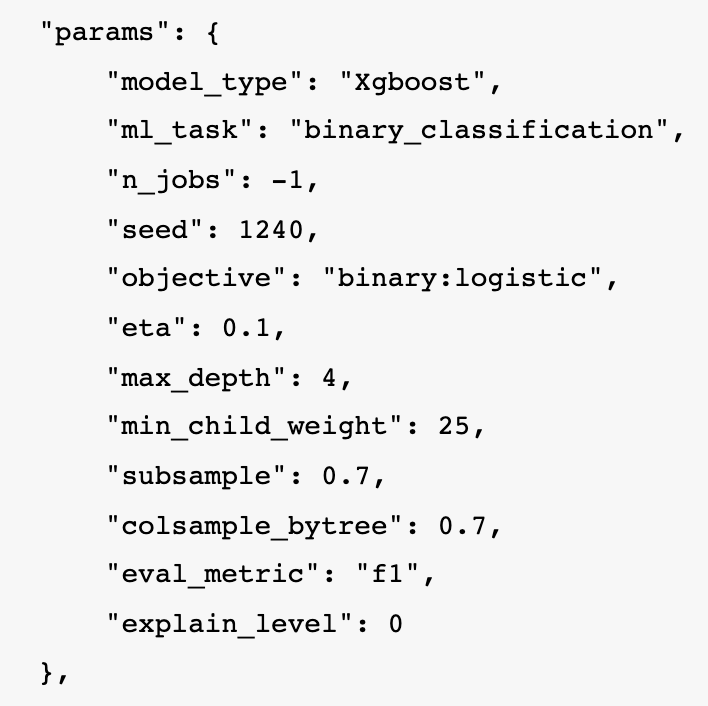 "params": {
"model_type": "Xgboost",
"ml_task": "binary_classification",
"n_jobs": -1,
"seed": 1240,
"objective": "binary:logistic",
"eta": 0.1,
"max_depth": 4,
"min_child_weight": 25,
"subsample": 0.7,
"colsample_bytree": 0.7,
"eval_metric": "f1",
"explain_level": 0
},